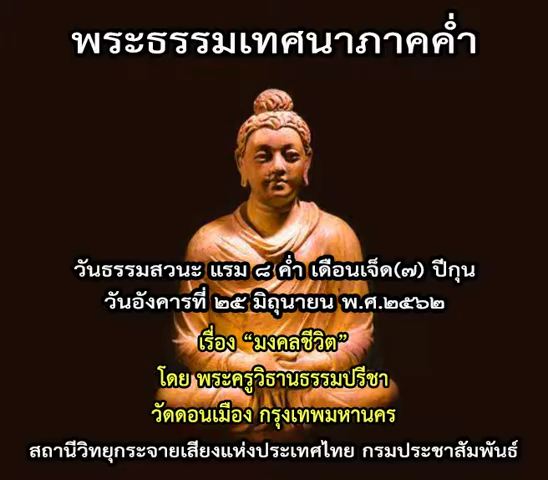 พระธรรมเทศนาภาคค่ำ
วันธรรมสวนะ แรม ๘ ค่ำ เดือนเจ็ด(๗) ปีกุน
วันอังคารที่ ๒๕ มิถุนายน พ.ศ.๒๕๖๒
เรื่อง “มงคลชีวิต”
โดย พระครูวิธานธรรมปรีชา
วัดดอนเมือง กรุงเทพมหานคร
สถานีวิทยุกระจายเสียงแห่งประเทศไทย กรมประชาสัมพันธ์